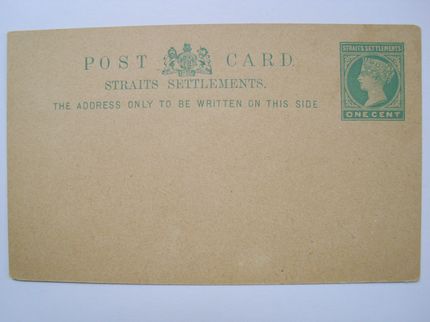 POST CARD.
STRAITS SETTLEMENTS.
THE ADDRESS ONLY TO BE WRITTEN ON THIS SIDE
STRAITS SETTLEMENTS
ONE CENT